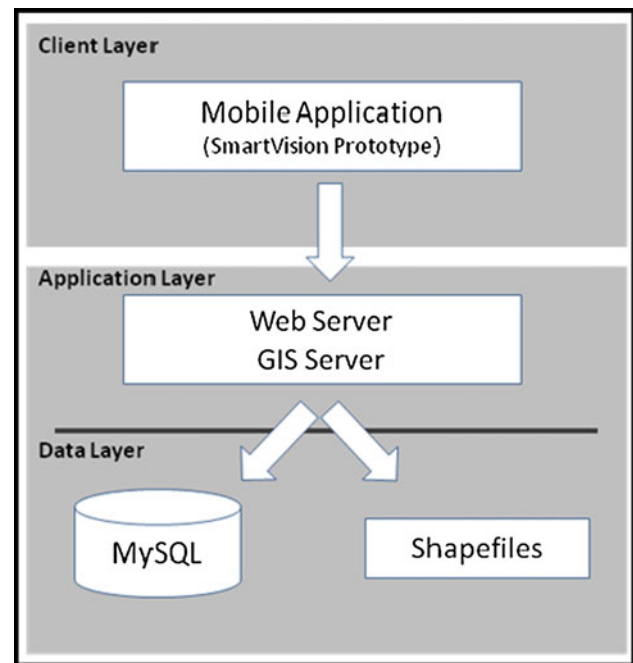 Client Layer
Mobile Application
(SmartVision Prototype)
Application Layer
Web Server
GIS Server
Data Layer
MySQL
Shapefiles